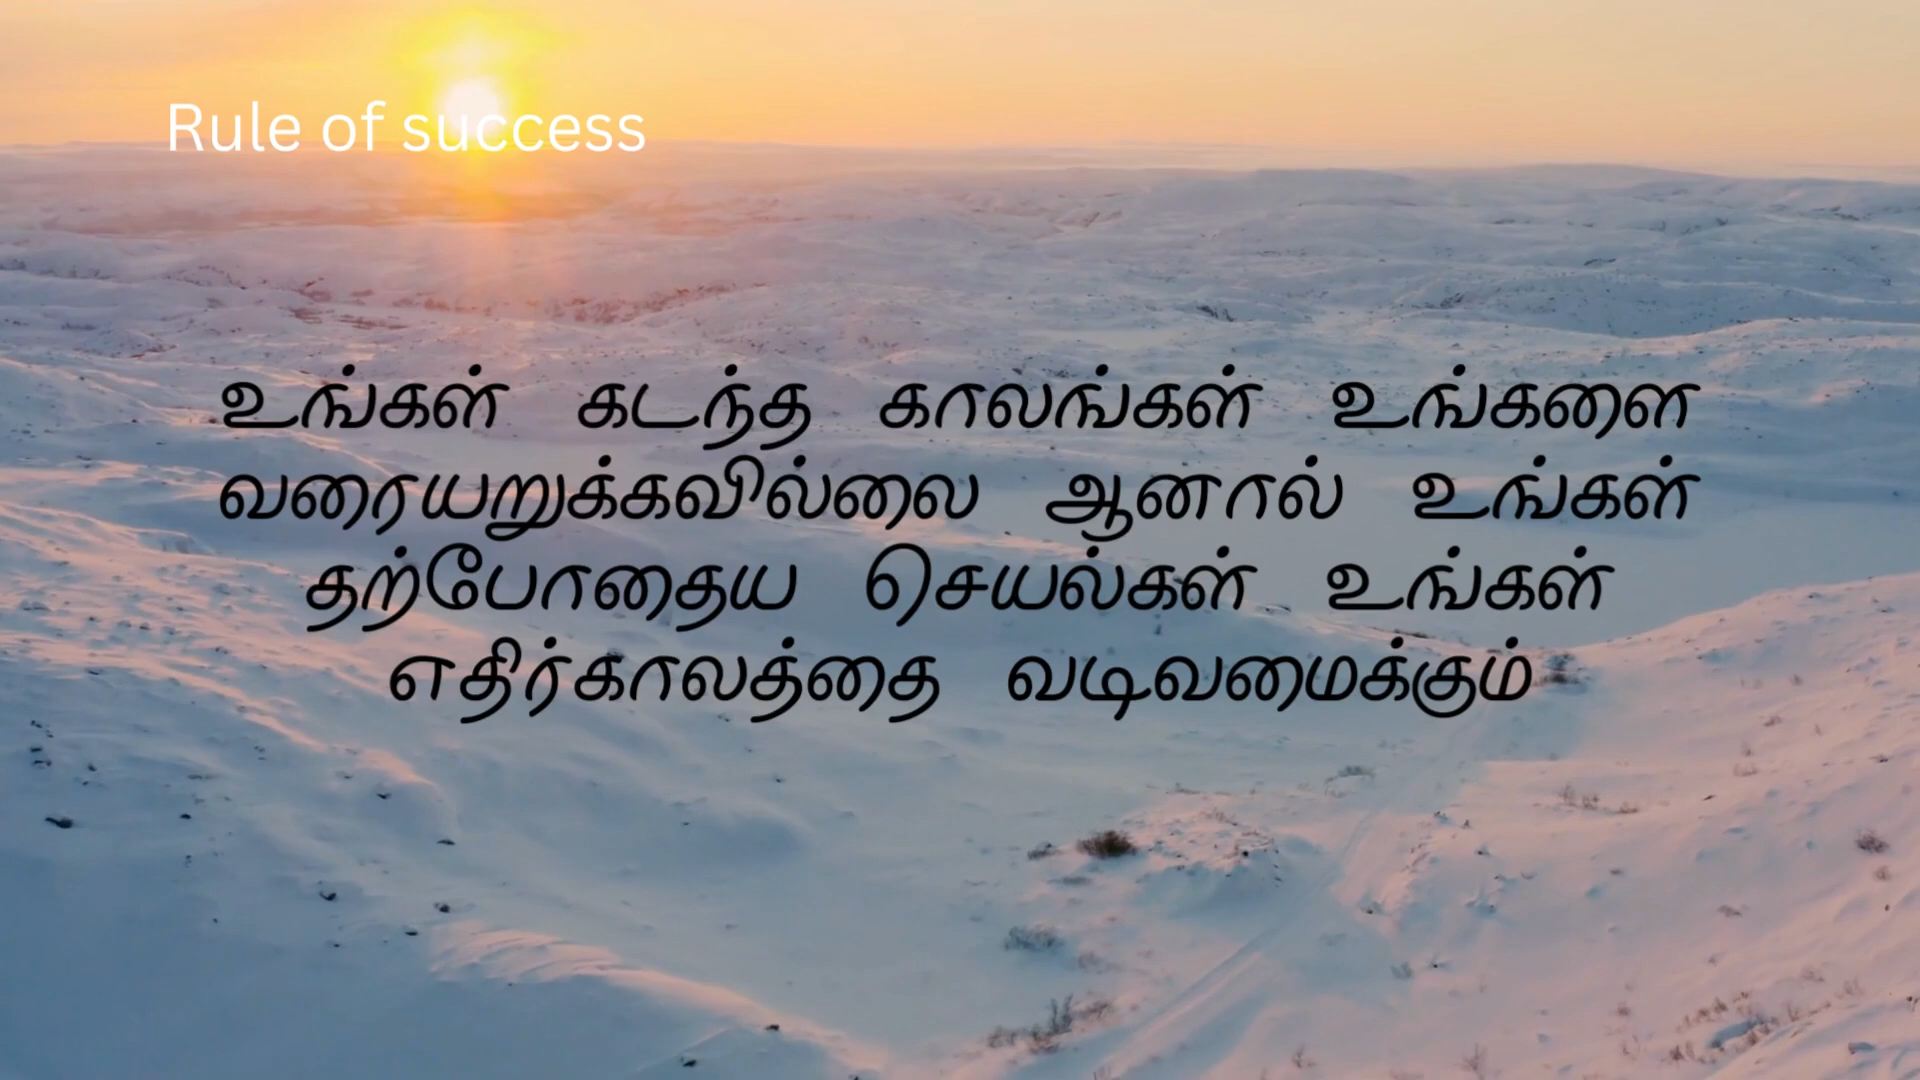 Rule of success
உங்கள் கடந்த காலங்கள் உங்களை
வரையறுக்கவில்லை ஆனால் உங்கள்
தற்போதைய செயல்கள் உங்கள்
எதிர்காலத்தை வடிவமைக்கும்